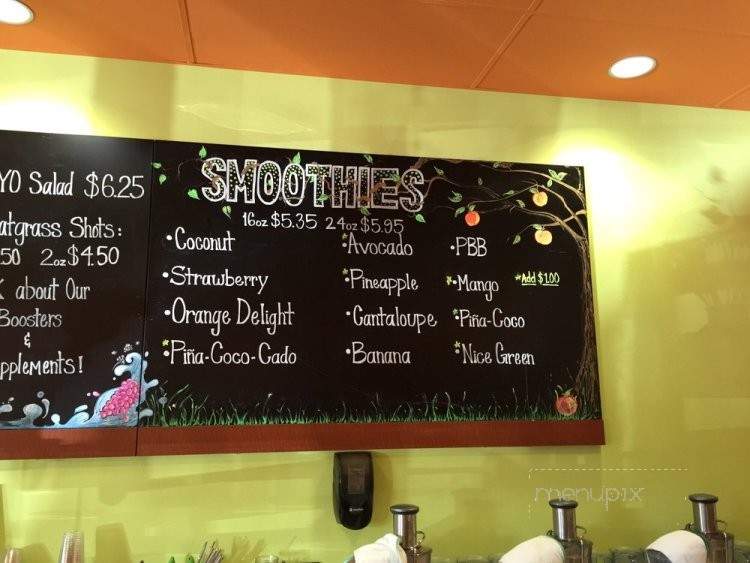 YO Salad $6.25
atgrass Shots:
50 2oz $4.50
about Our
Boosters
&
pplements!
SMOOTHIES
16oz $5.35 24oz $5.95
•Coconut
•Strawberry
•Orange Delight
*•Piña-Coco-Cado
*•Avocado
*•Pineapple
•Cantaloupe
•Banana
•PBB
*•Mango
*•Piña-Coco
*•Nice Green
*Add $1.00
menupix